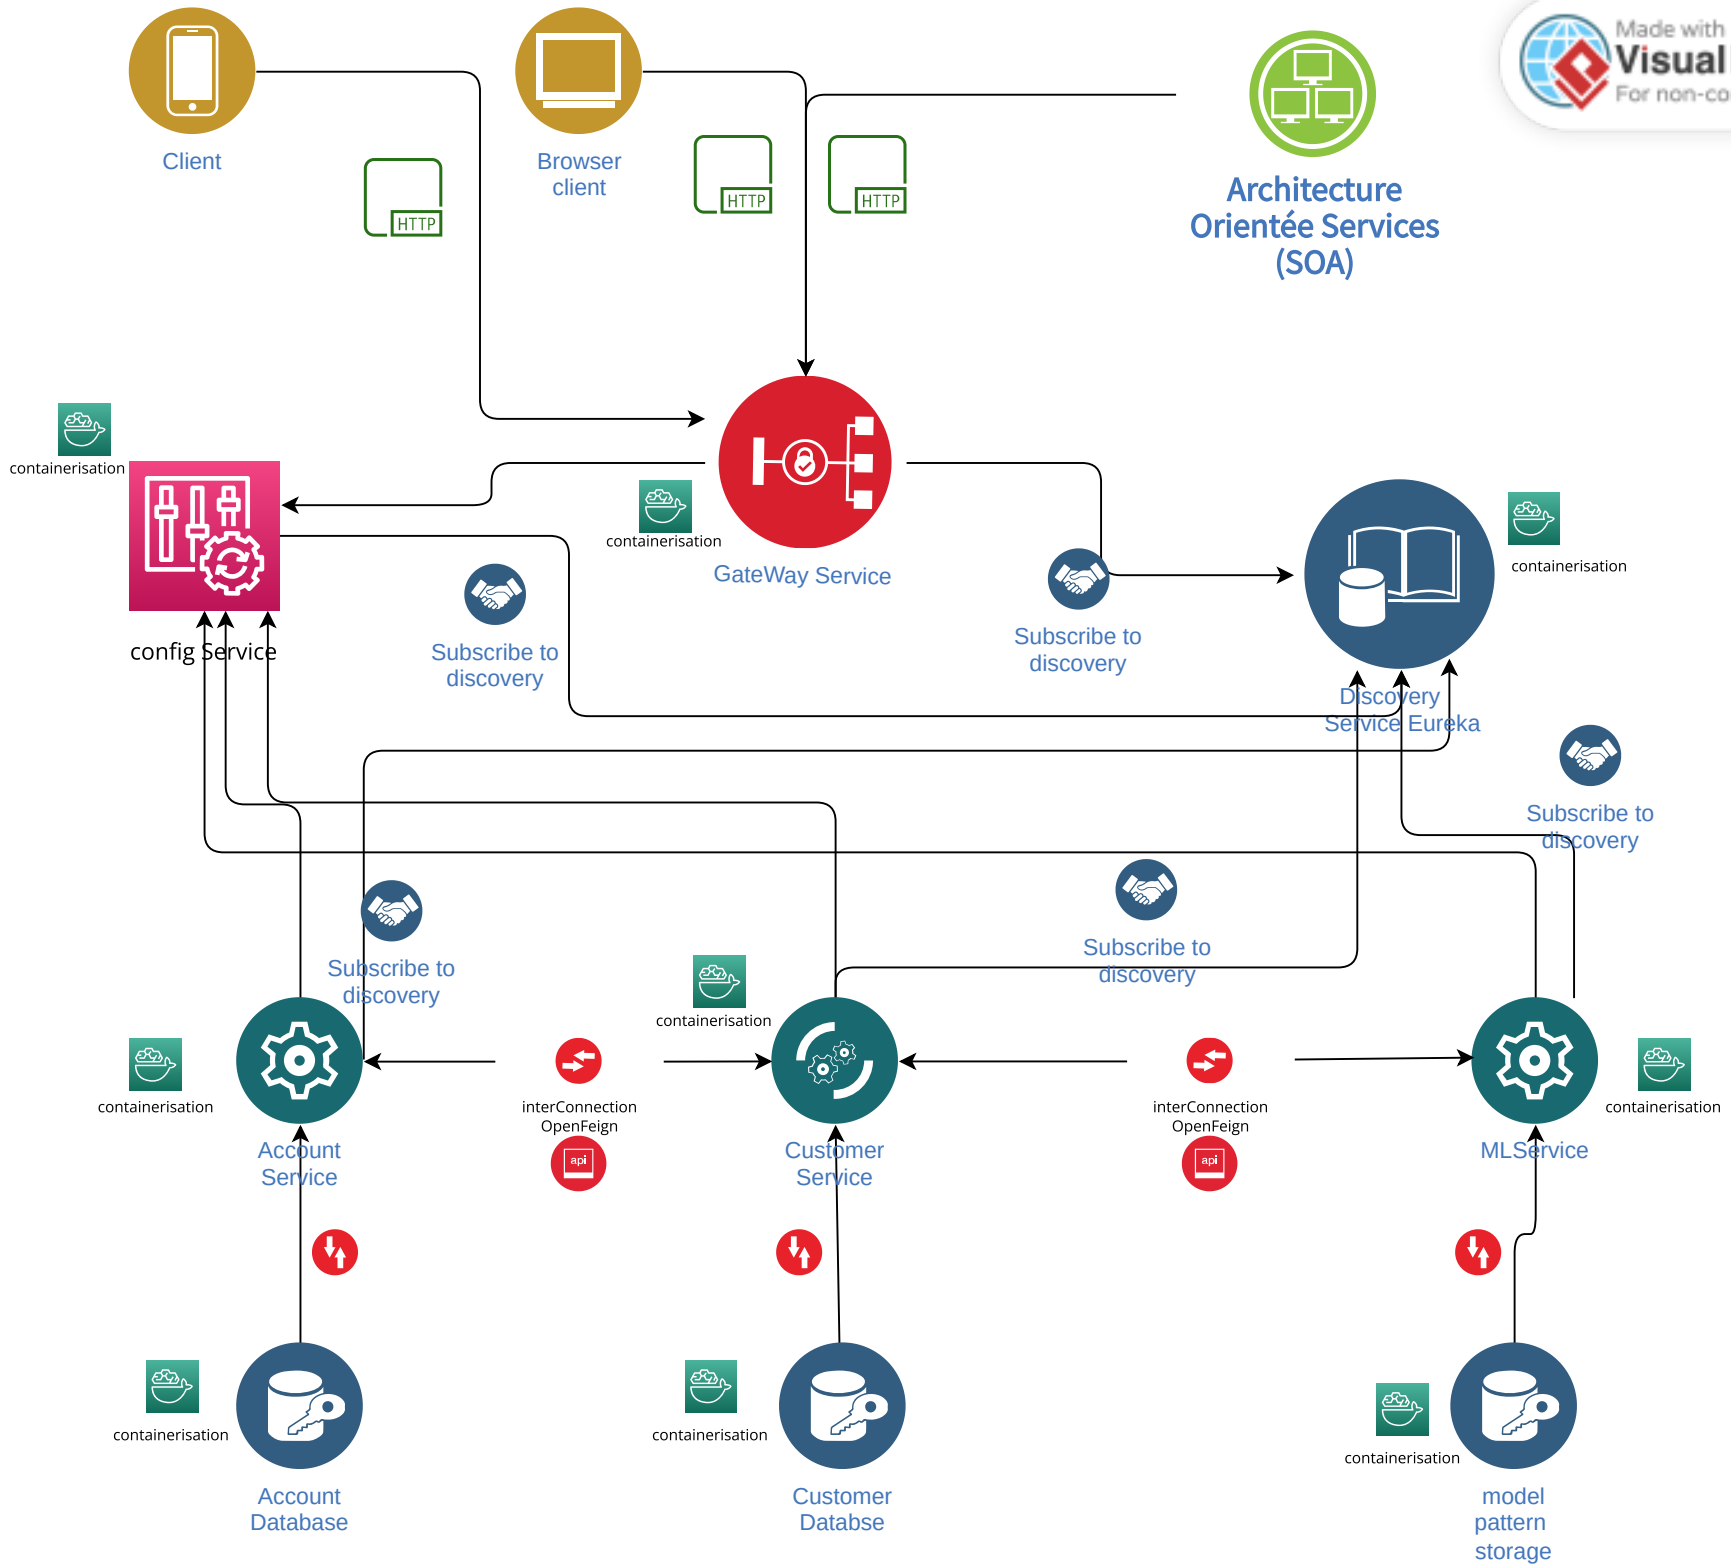 Made with
Visual
For non-co
Client
Browser
client
HTTP
HTTP
HTTP
Architecture
Orientée Services
(SOA)
containerisation
config Service
containerisation
GateWay Service
containerisation
Subscribe to
discovery
Subscribe to
discovery
Discovery
Service Eureka
Subscribe to
discovery
Subscribe to
discovery
Subscribe to
discovery
containerisation
containerisation
interConnection
OpenFeign
api
interConnection
OpenFeign
api
containerisation
Account
Service
Customer
Service
MLService
containerisation
containerisation
containerisation
Account
Database
Customer
Databse
model
pattern
storage